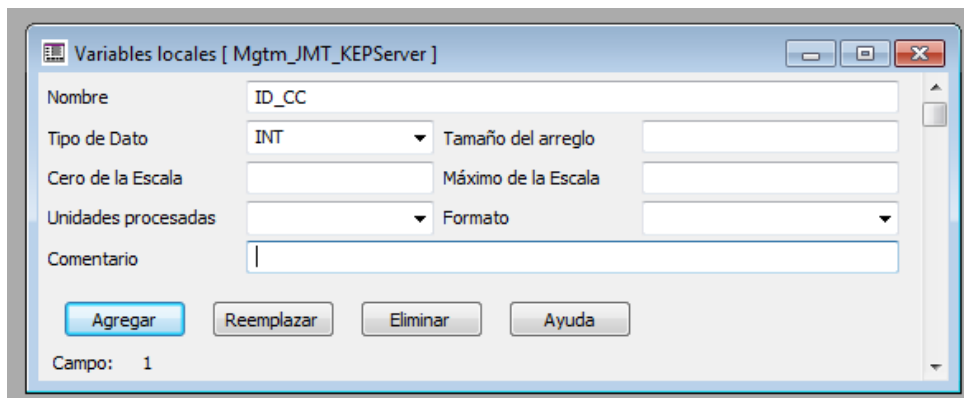 Variables locales [ Mgtm_JMT_KEPServer ]
Nombre ID_CC
Tipo de Dato INT Tamaño del arreglo
Cero de la Escala Máximo de la Escala
Unidades procesadas Formato
Comentario
Agregar Reemplazar Eliminar Ayuda
Campo: 1